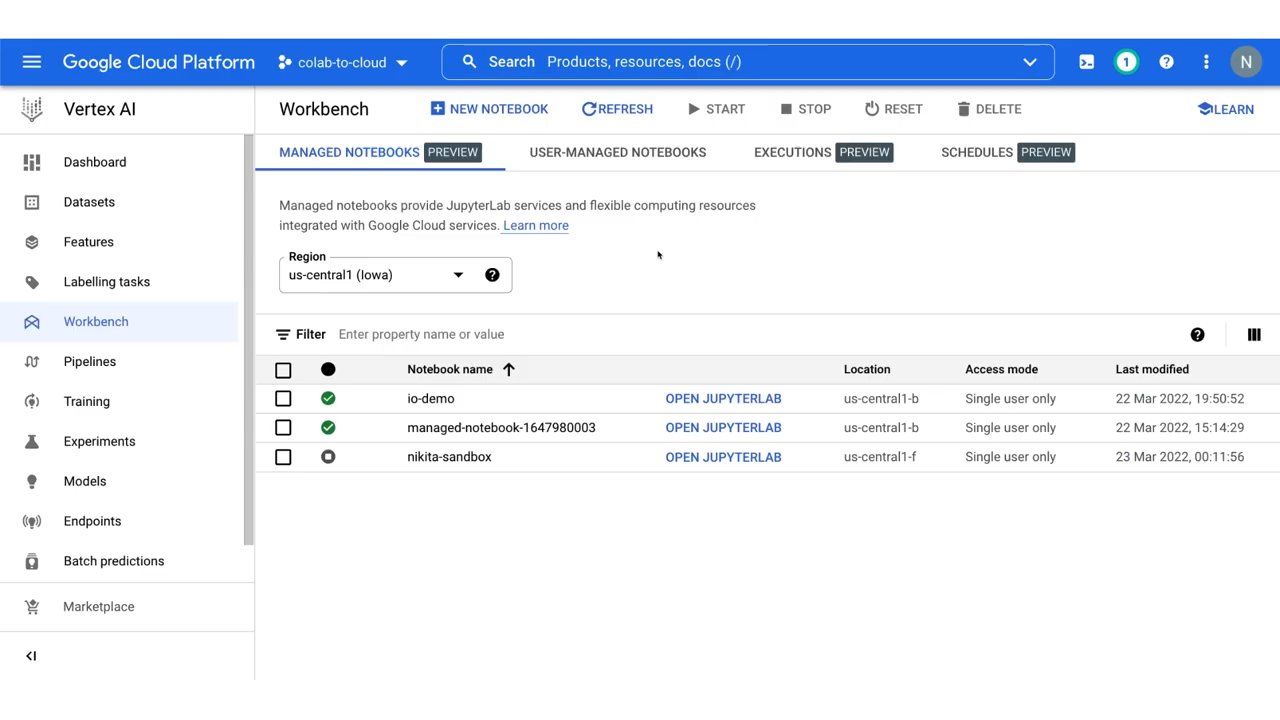 Google Cloud Platform
colab-to-cloud
Search Products, resources, docs (/)
1
N
Vertex AI
Workbench
NEW NOTEBOOK
REFRESH
START
STOP
RESET
DELETE
LEARN
Dashboard
Datasets
Features
Labelling tasks
Workbench
Pipelines
Training
Experiments
Models
Endpoints
Batch predictions
Marketplace
MANAGED NOTEBOOKS PREVIEW
USER-MANAGED NOTEBOOKS
EXECUTIONS PREVIEW
SCHEDULES PREVIEW
Managed notebooks provide JupyterLab services and flexible computing resources
integrated with Google Cloud services. Learn more
Region
us-central1 (Iowa)
Filter Enter property name or value
Notebook name Location Access mode Last modified
io-demo OPEN JUPYTERLAB us-central1-b Single user only 22 Mar 2022, 19:50:52
managed-notebook-1647980003 OPEN JUPYTERLAB us-central1-b Single user only 22 Mar 2022, 15:14:29
nikita-sandbox OPEN JUPYTERLAB us-central1-f Single user only 23 Mar 2022, 00:11:56